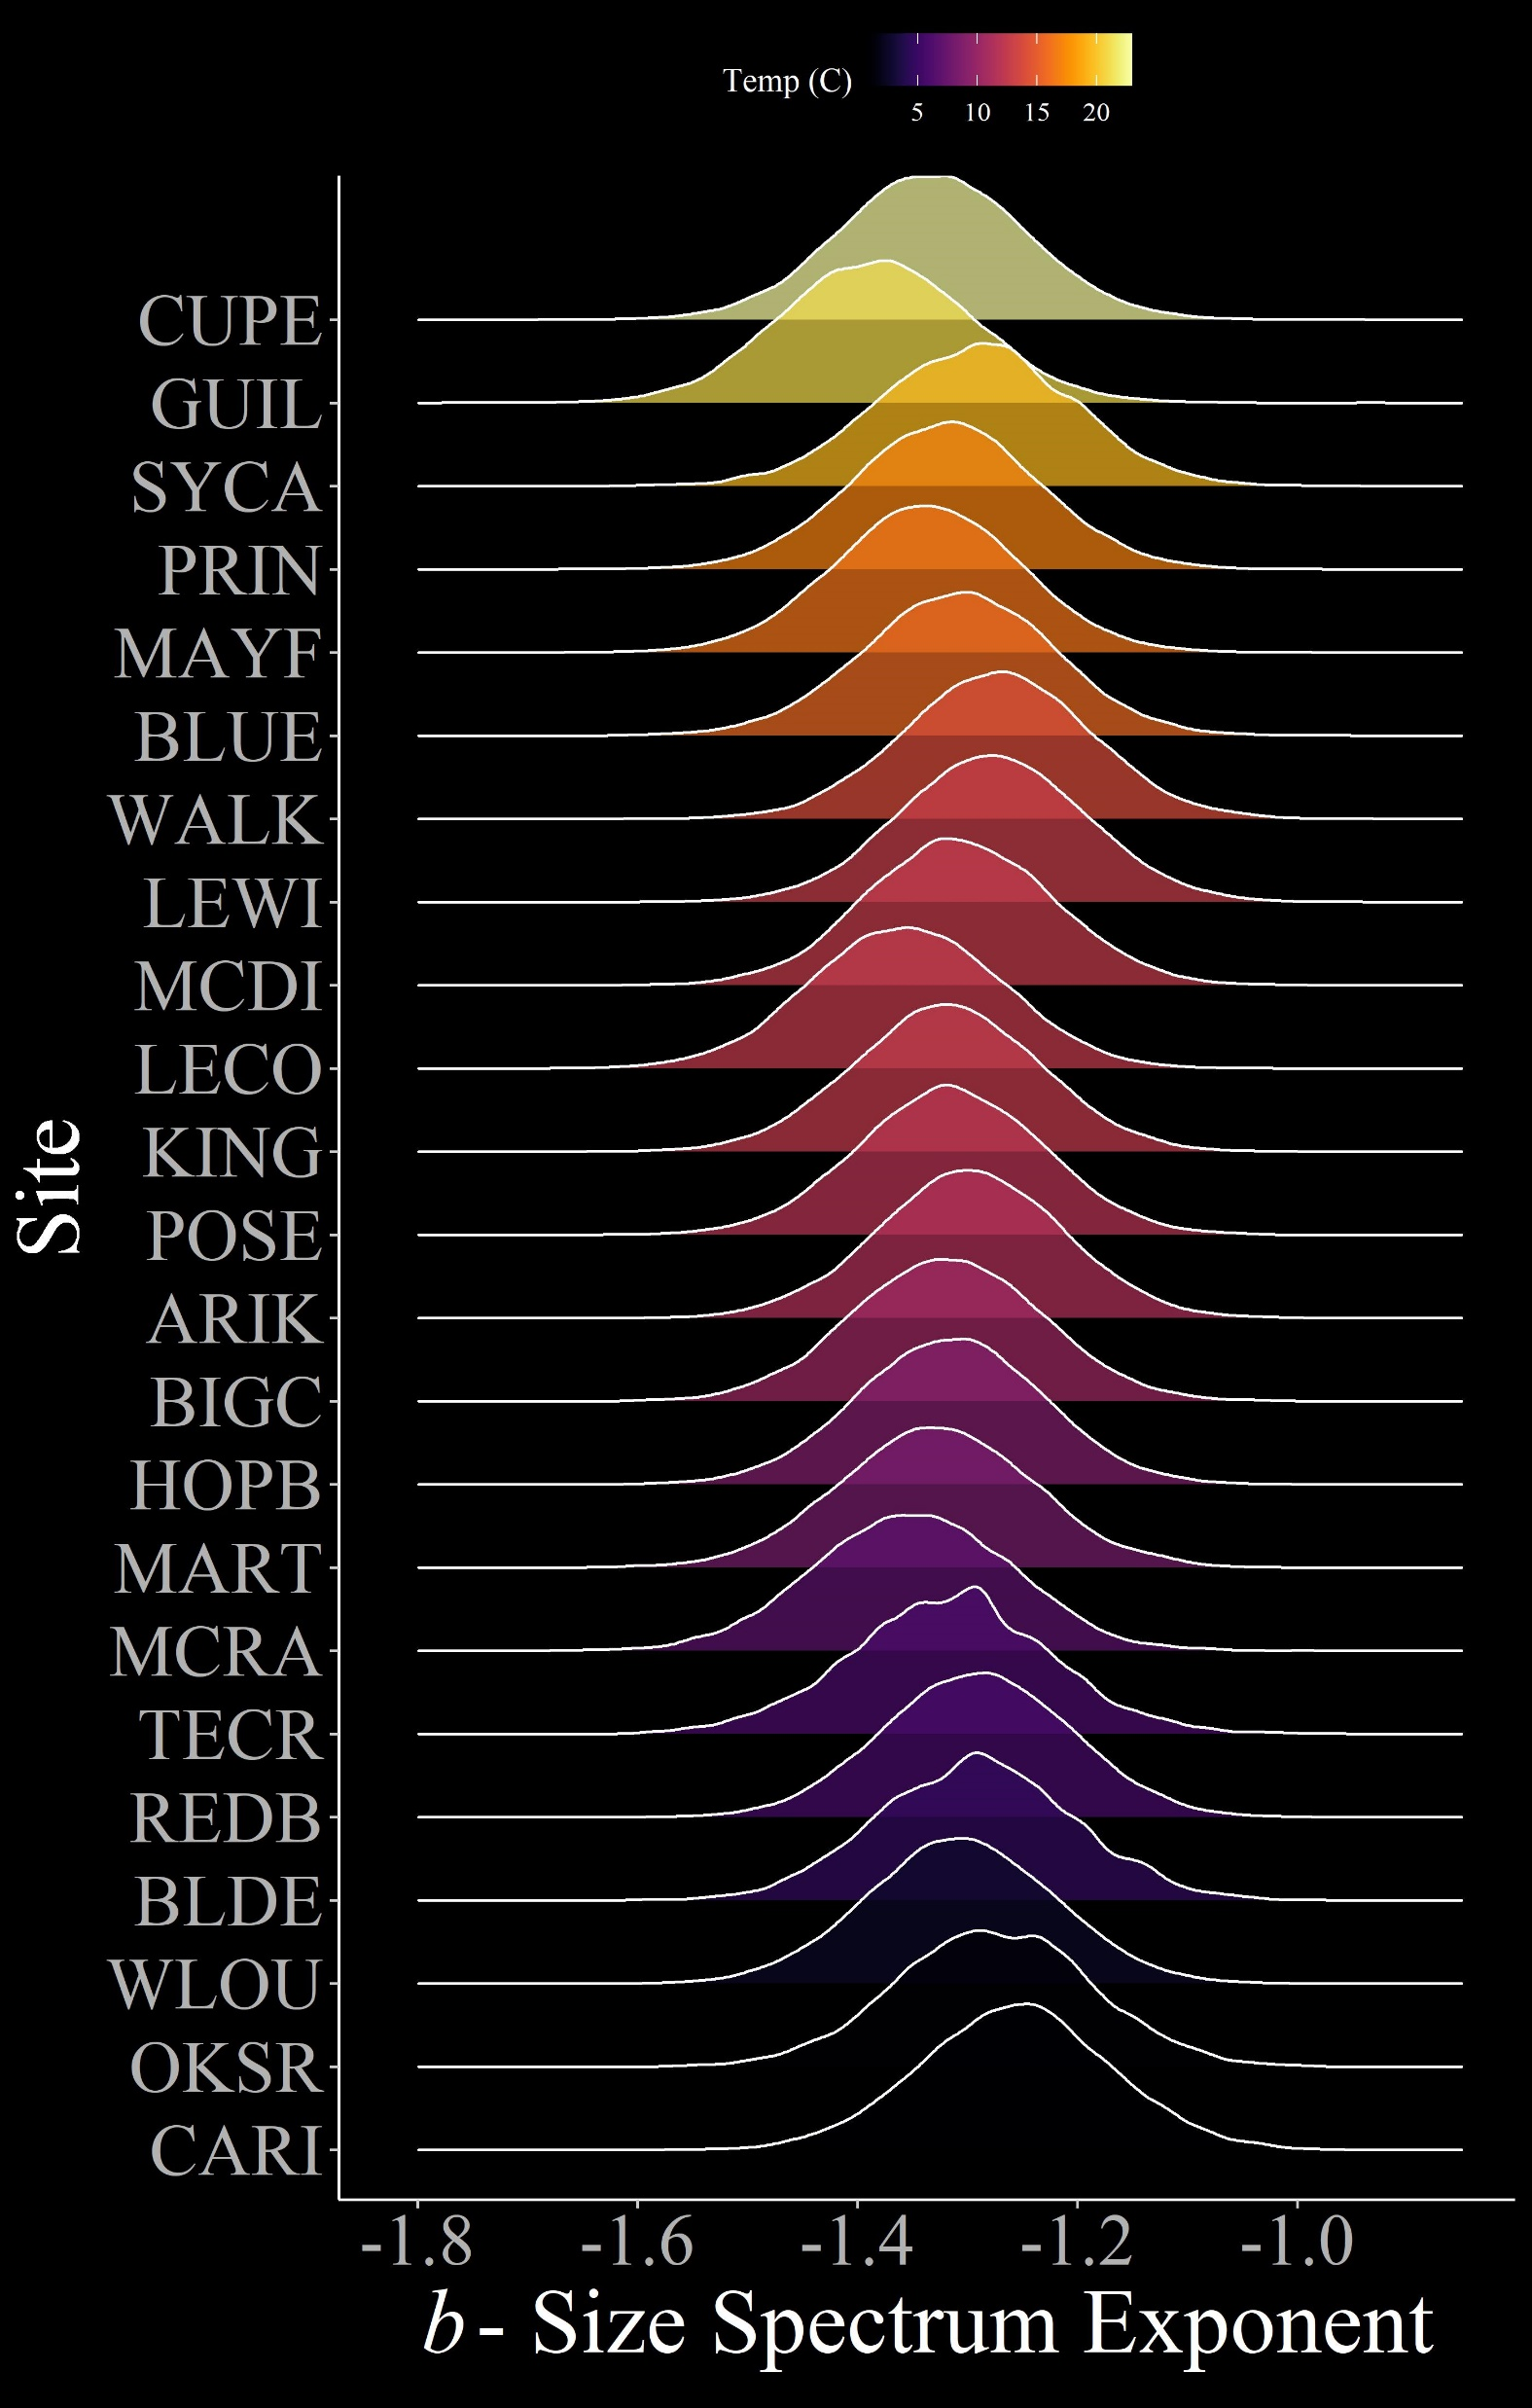 Temp (C)
5 10 15 20
CUPE
GUIL
SYCA
PRIN
MAYF
BLUE
WALK
LEWI
MCDI
LECO
KING
POSE
ARIK
BIGC
HOPB
MART
MCRA
TECR
REDB
BLDE
WLOU
OKSR
CARI
Site
-1.8 -1.6 -1.4 -1.2 -1.0
b - Size Spectrum Exponent